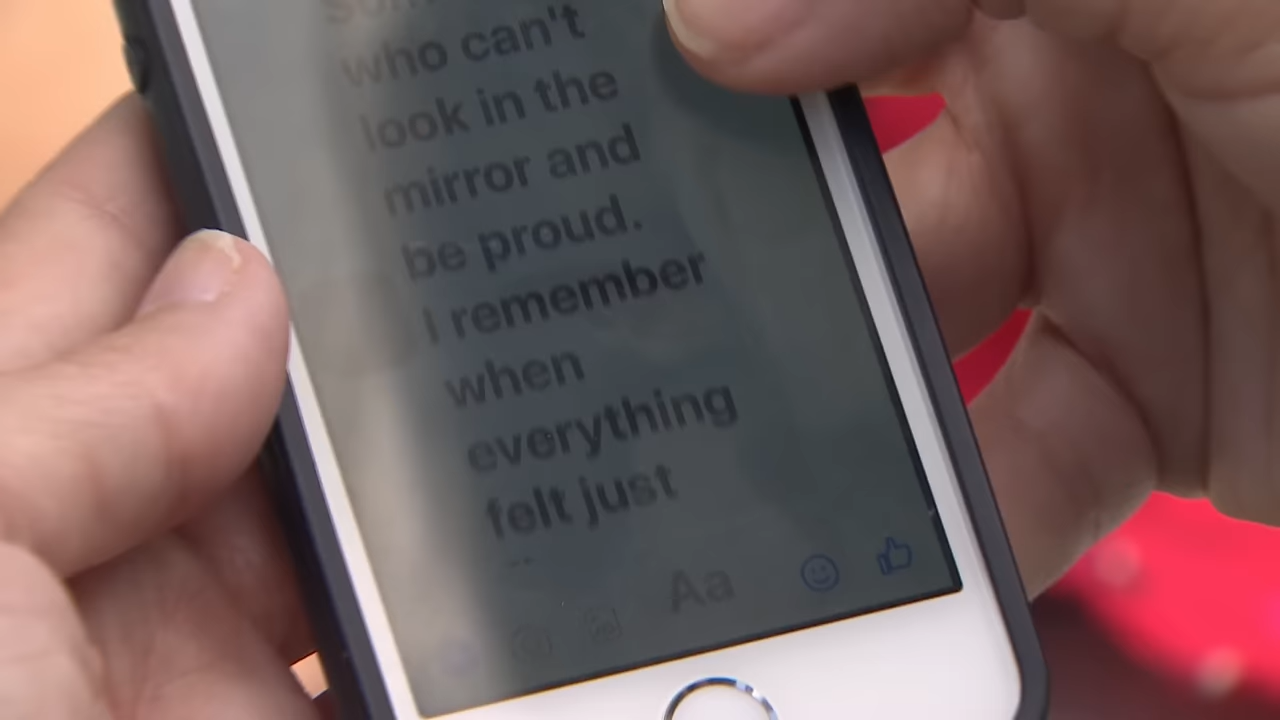 who can't
look in the
mirror and
be proud.
I remember
when
everything
felt just
Aa